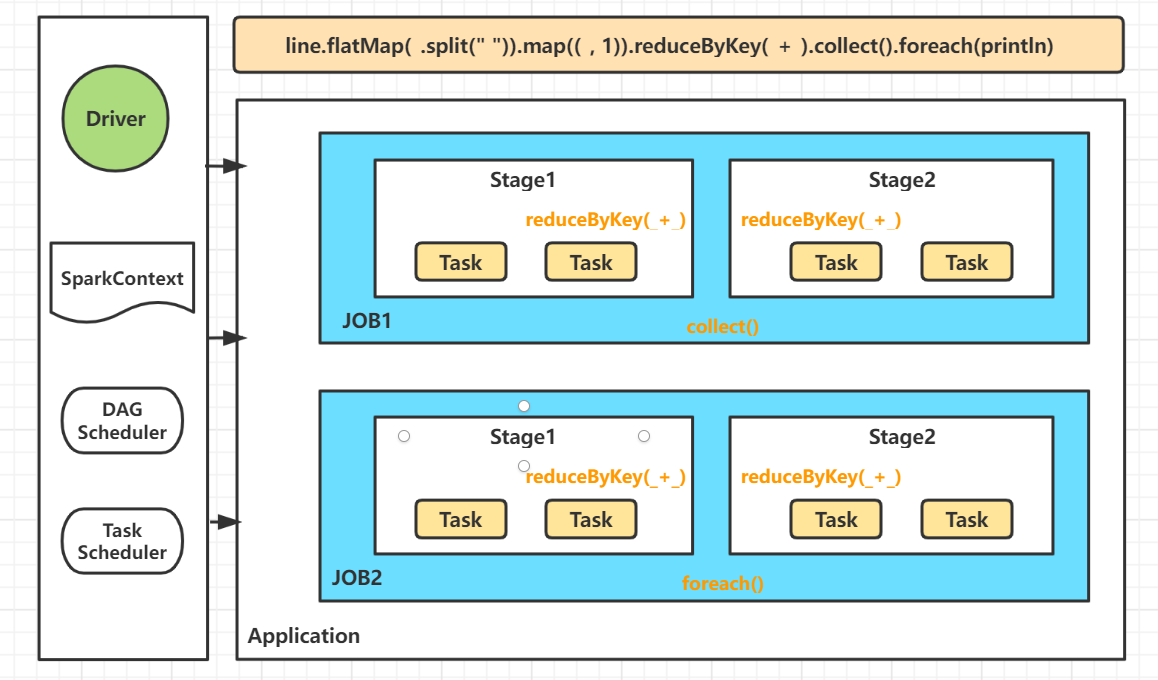 line.flatMap( .split(" ")).map(( , 1)).reduceByKey( + ).collect().foreach(println)
Driver
SparkContext
DAG
Scheduler
Task
Scheduler
Stage1
reduceByKey(_+_)
Task
Task
Stage2
reduceByKey(_+_)
Task
Task
JOB1
collect()
Stage1
reduceByKey(_+_)
Task
Task
Stage2
reduceByKey(_+_)
Task
Task
JOB2
foreach()
Application